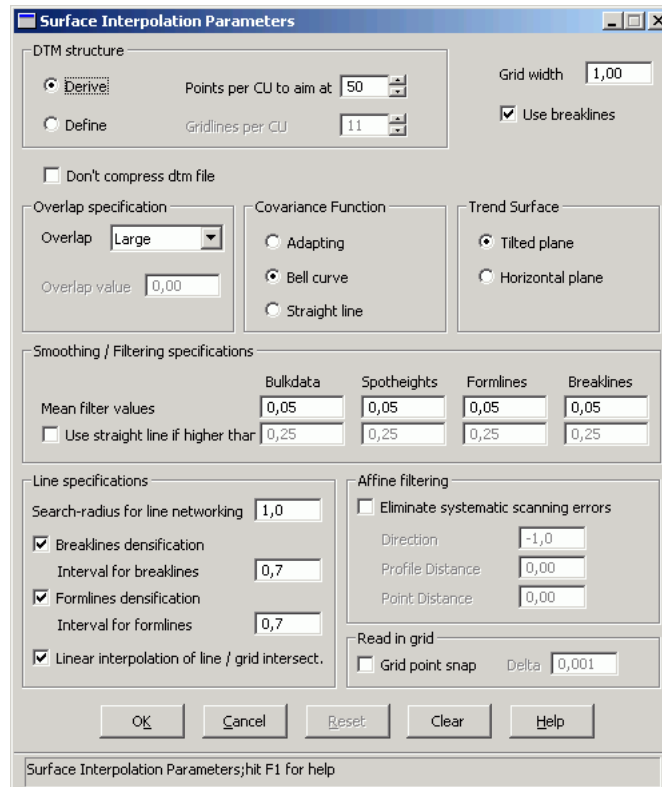 Surface Interpolation Parameters
DTM structure
Derive Points per CU to aim at 50
Define Gridlines per CU 11
Grid width 1,00
Use breaklines
Don't compress dtm file
Overlap specification
Overlap Large
Overlap value 0,00
Covariance Function
Adapting
Bell curve
Straight line
Trend Surface
Tilted plane
Horizontal plane
Smoothing / Filtering specifications
Bulkdata Spotheights Formlines Breaklines
Mean filter values 0,05 0,05 0,05 0,05
Use straight line if higher than 0,25 0,25 0,25 0,25
Line specifications
Search-radius for line networking 1,0
Breaklines densification
Interval for breaklines 0,7
Formlines densification
Interval for formlines 0,7
Linear interpolation of line / grid intersect.
Affine filtering
Eliminate systematic scanning errors
Direction -1,0
Profile Distance 0,00
Point Distance 0,00
Read in grid
Grid point snap Delta 0,001
OK Cancel Reset Clear Help
Surface Interpolation Parameters;hit F1 for help